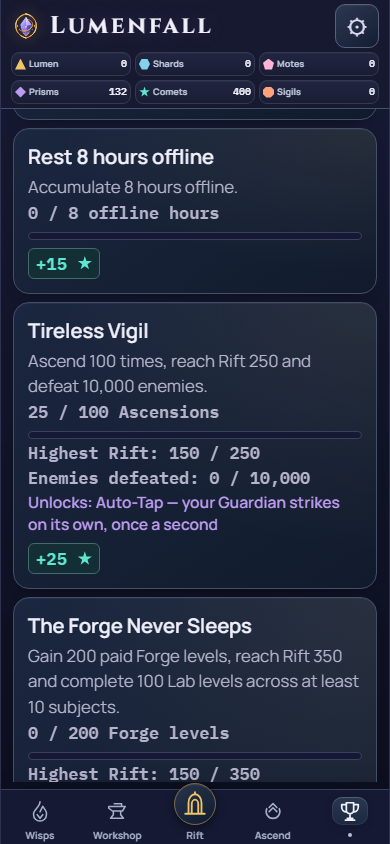 LUMENFALL
Lumen 0
Shards 0
Motes 0
Prisms 132
Comets 400
Sigils 0
Rest 8 hours offline
Accumulate 8 hours offline.
0 / 8 offline hours
+15 ★
Tireless Vigil
Ascend 100 times, reach Rift 250 and
defeat 10,000 enemies.
25 / 100 Ascensions
Highest Rift: 150 / 250
Enemies defeated: 0 / 10,000
Unlocks: Auto-Tap — your Guardian strikes
on its own, once a second
+25 ★
The Forge Never Sleeps
Gain 200 paid Forge levels, reach Rift 350
and complete 100 Lab levels across at least
10 subjects.
0 / 200 Forge levels
Highest Rift: 150 / 350
Wisps
Workshop
Rift
Ascend